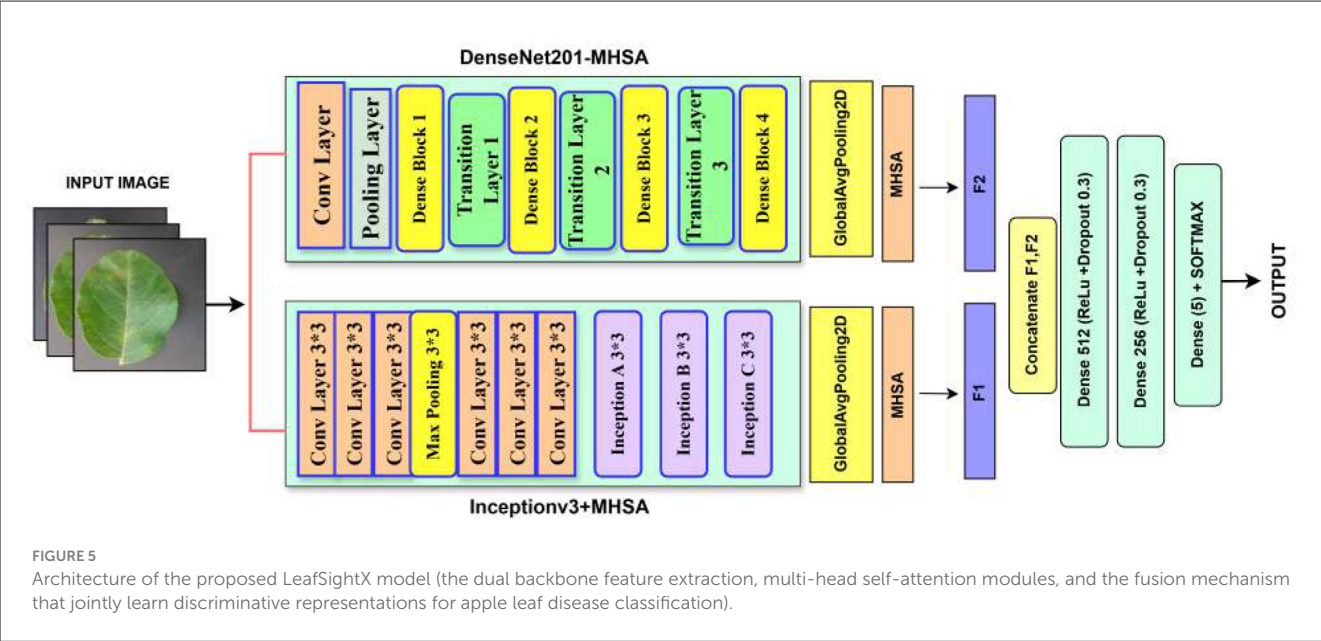 DenseNet201-MHSA
INPUT IMAGE
Conv Layer
Pooling Layer
Dense Block 1
Transition
Layer 1
Dense Block 2
Transition Layer
2
Dense Block 3
Transition Layer
3
Dense Block 4
GlobalAvgPooling2D
MHSA
F2
Conv Layer 3*3
Conv Layer 3*3
Conv Layer 3*3
Max Pooling 3*3
Conv Layer 3*3
Conv Layer 3*3
Conv Layer 3*3
Inception A 3*3
Inception B 3*3
Inception C 3*3
GlobalAvgPooling2D
MHSA
F1
Inceptionv3+MHSA
Concatenate F1,F2
Dense 512 (ReLu +Dropout 0.3)
Dense 256 (ReLu +Dropout 0.3)
Dense (5) + SOFTMAX
OUTPUT
FIGURE 5
Architecture of the proposed LeafSightX model (the dual backbone feature extraction, multi-head self-attention modules, and the fusion mechanism
that jointly learn discriminative representations for apple leaf disease classification).